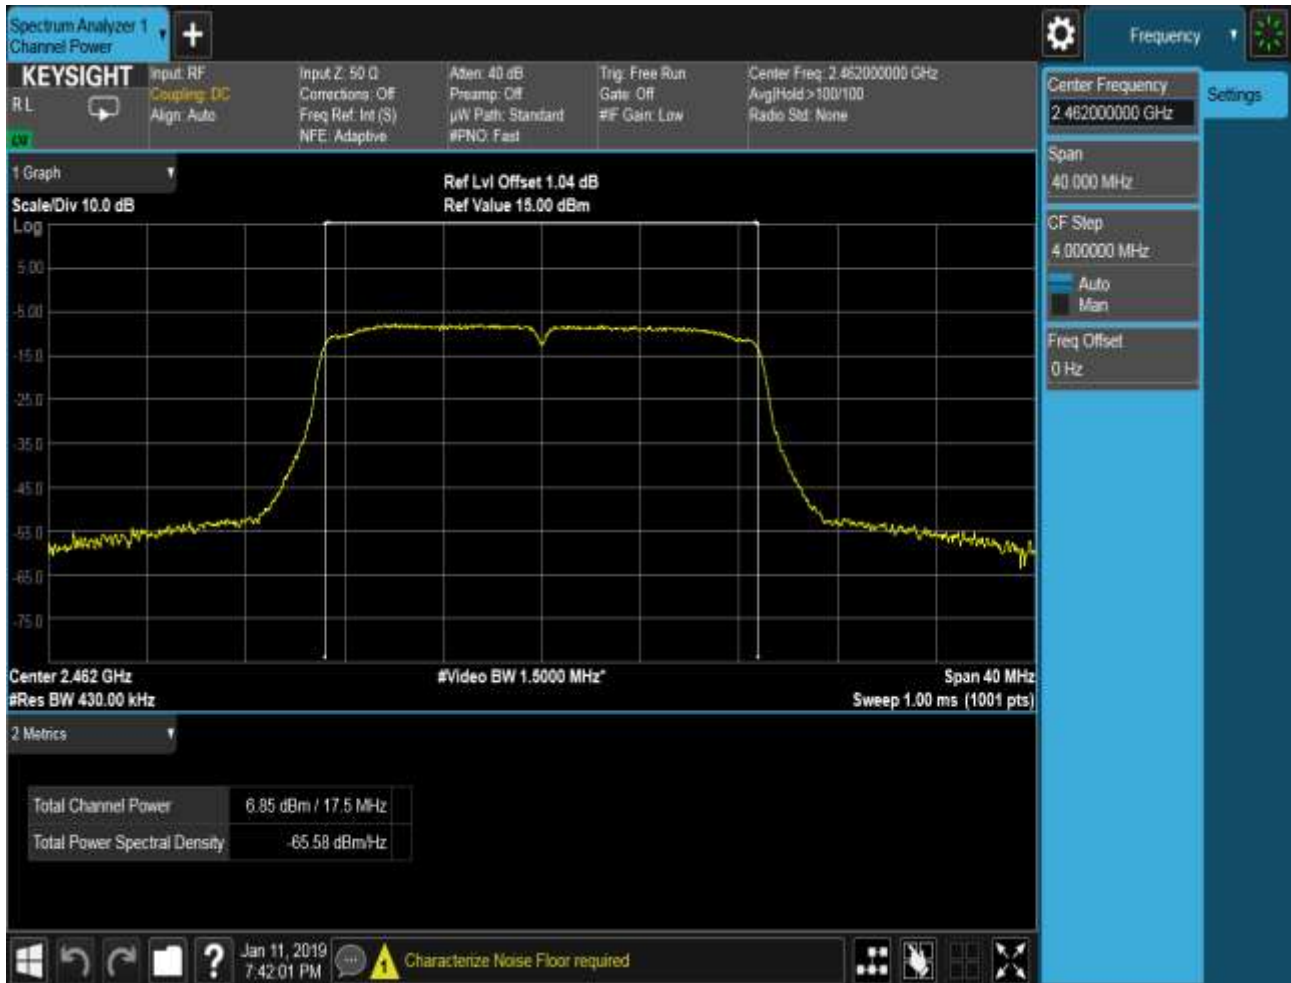 Spectrum Analyzer 1
Channel Power
+
Frequency
KEYSIGHT
R L
Input: RF
Coupling: DC
Align: Auto
Input Z: 50 Ω
Corrections: Off
Freq Ref: Int (S)
NFE: Adaptive
Atten: 40 dB
Preamp: Off
µW Path: Standard
#PNO: Fast
Trig: Free Run
Gate: Off
#IF Gain: Low
Center Freq: 2.462000000 GHz
Avg|Hold >100/100
Radio Std: None
Center Frequency
2.462000000 GHz
Settings
Span
40.000 MHz
CF Step
4.000000 MHz
Auto
Man
Freq Offset
0 Hz
1 Graph
Scale/Div 10.0 dB
Ref Lvl Offset 1.04 dB
Ref Value 15.00 dBm
Log
5.00
-5.00
-15.0
-25.0
-35.0
-45.0
-55.0
-65.0
-75.0
Center 2.462 GHz
#Video BW 1.5000 MHz*
Span 40 MHz
#Res BW 430.00 kHz
Sweep 1.00 ms (1001 pts)
2 Metrics
Total Channel Power 6.85 dBm / 17.5 MHz
Total Power Spectral Density -65.58 dBm/Hz
?
Jan 11, 2019
7:42:01 PM
1
Characterize Noise Floor required